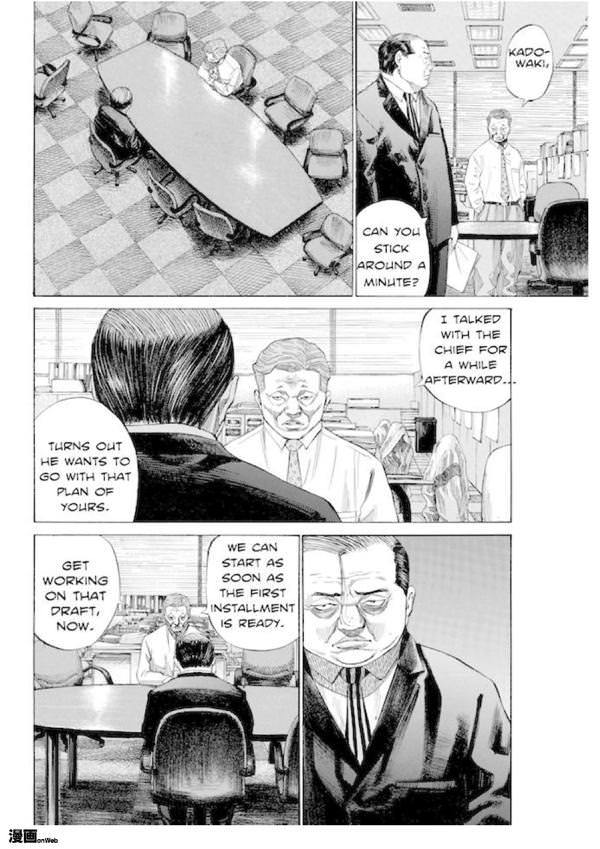 KADO-
WAKI,
CAN YOU
STICK
AROUND A
MINUTE?
I TALKED
WITH THE
CHIEF FOR
A WHILE
AFTERWARD...
TURNS OUT
HE WANTS TO
GO WITH THAT
PLAN OF
YOURS.
WE CAN
START AS
SOON AS
THE FIRST
INSTALLMENT
IS READY.
GET
WORKING
ON THAT
DRAFT,
NOW.
漫画onWeb